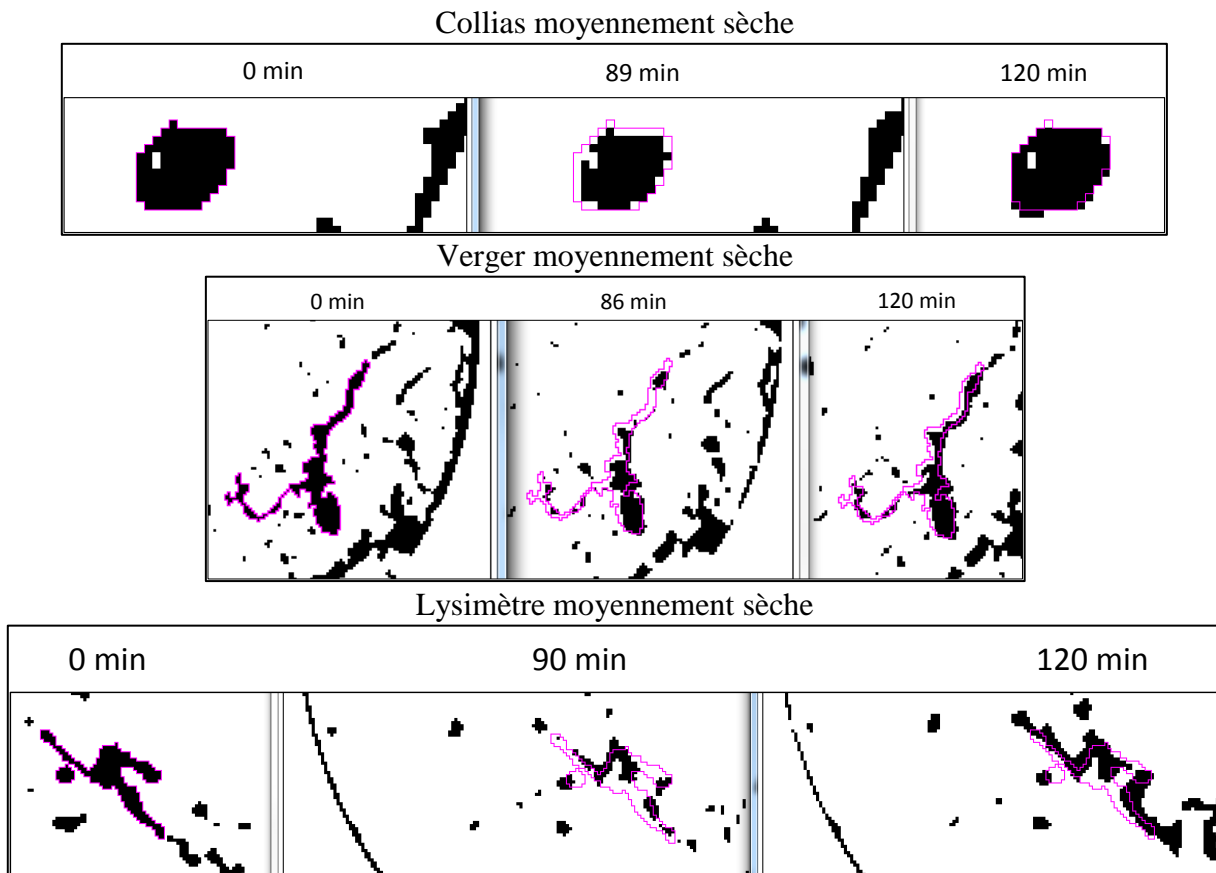 Collias moyennement sèche
0 min 89 min 120 min
Verger moyennement sèche
0 min 86 min 120 min
Lysimètre moyennement sèche
0 min 90 min 120 min